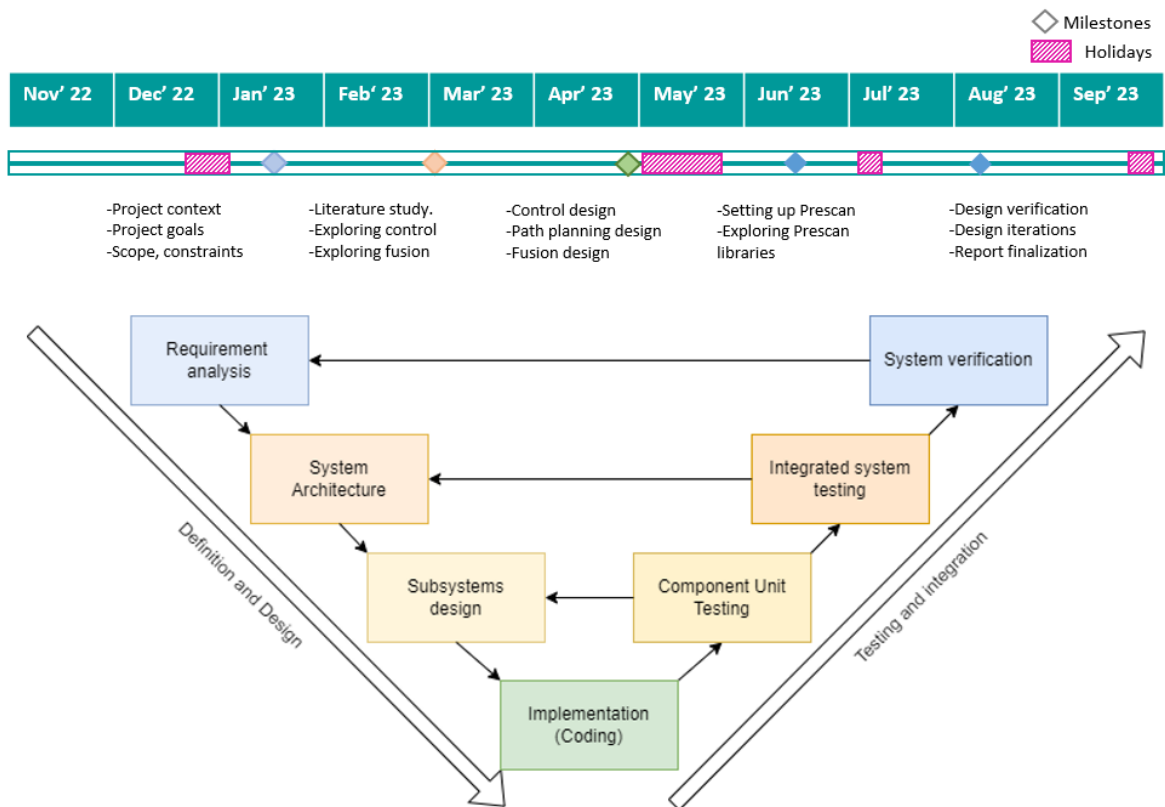 Milestones
Holidays
Nov' 22
Dec' 22
Jan' 23
Feb‘ 23
Mar' 23
Apr' 23
May' 23
Jun' 23
Jul' 23
Aug' 23
Sep' 23
-Project context
-Project goals
-Scope, constraints
-Literature study.
-Exploring control
-Exploring fusion
-Control design
-Path planning design
-Fusion design
-Setting up Prescan
-Exploring Prescan
libraries
-Design verification
-Design iterations
-Report finalization
Requirement
analysis
System verification
System
Architecture
Integrated system
testing
Definition and Design
Subsystems
design
Component Unit
Testing
Testing and integration
Implementation
(Coding)